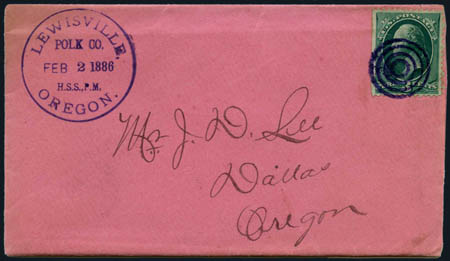 LEWISVILLE,
POLK CO.
FEB 2 1886
H.S.S., P.M.
OREGON.
Mr. J. D. Lee
Dallas
Oregon